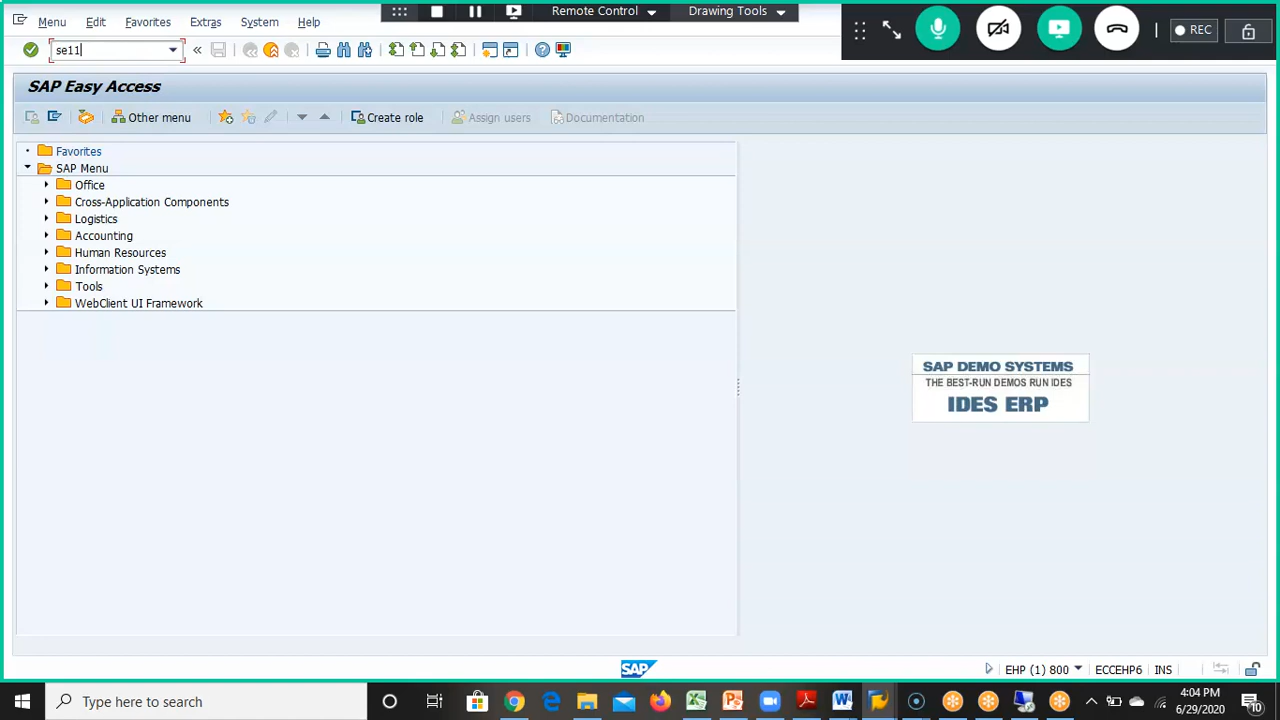 Menu Edit Favorites Extras System Help
Remote Control Drawing Tools
REC
se11
SAP Easy Access
Other menu Create role Assign users Documentation
Favorites
SAP Menu
Office
Cross-Application Components
Logistics
Accounting
Human Resources
Information Systems
Tools
WebClient UI Framework
SAP DEMO SYSTEMS
THE BEST-RUN DEMOS RUN IDES
IDES ERP
SAP
EHP (1) 800 ECCEHP6 INS
Type here to search
4:04 PM
6/29/2020
10